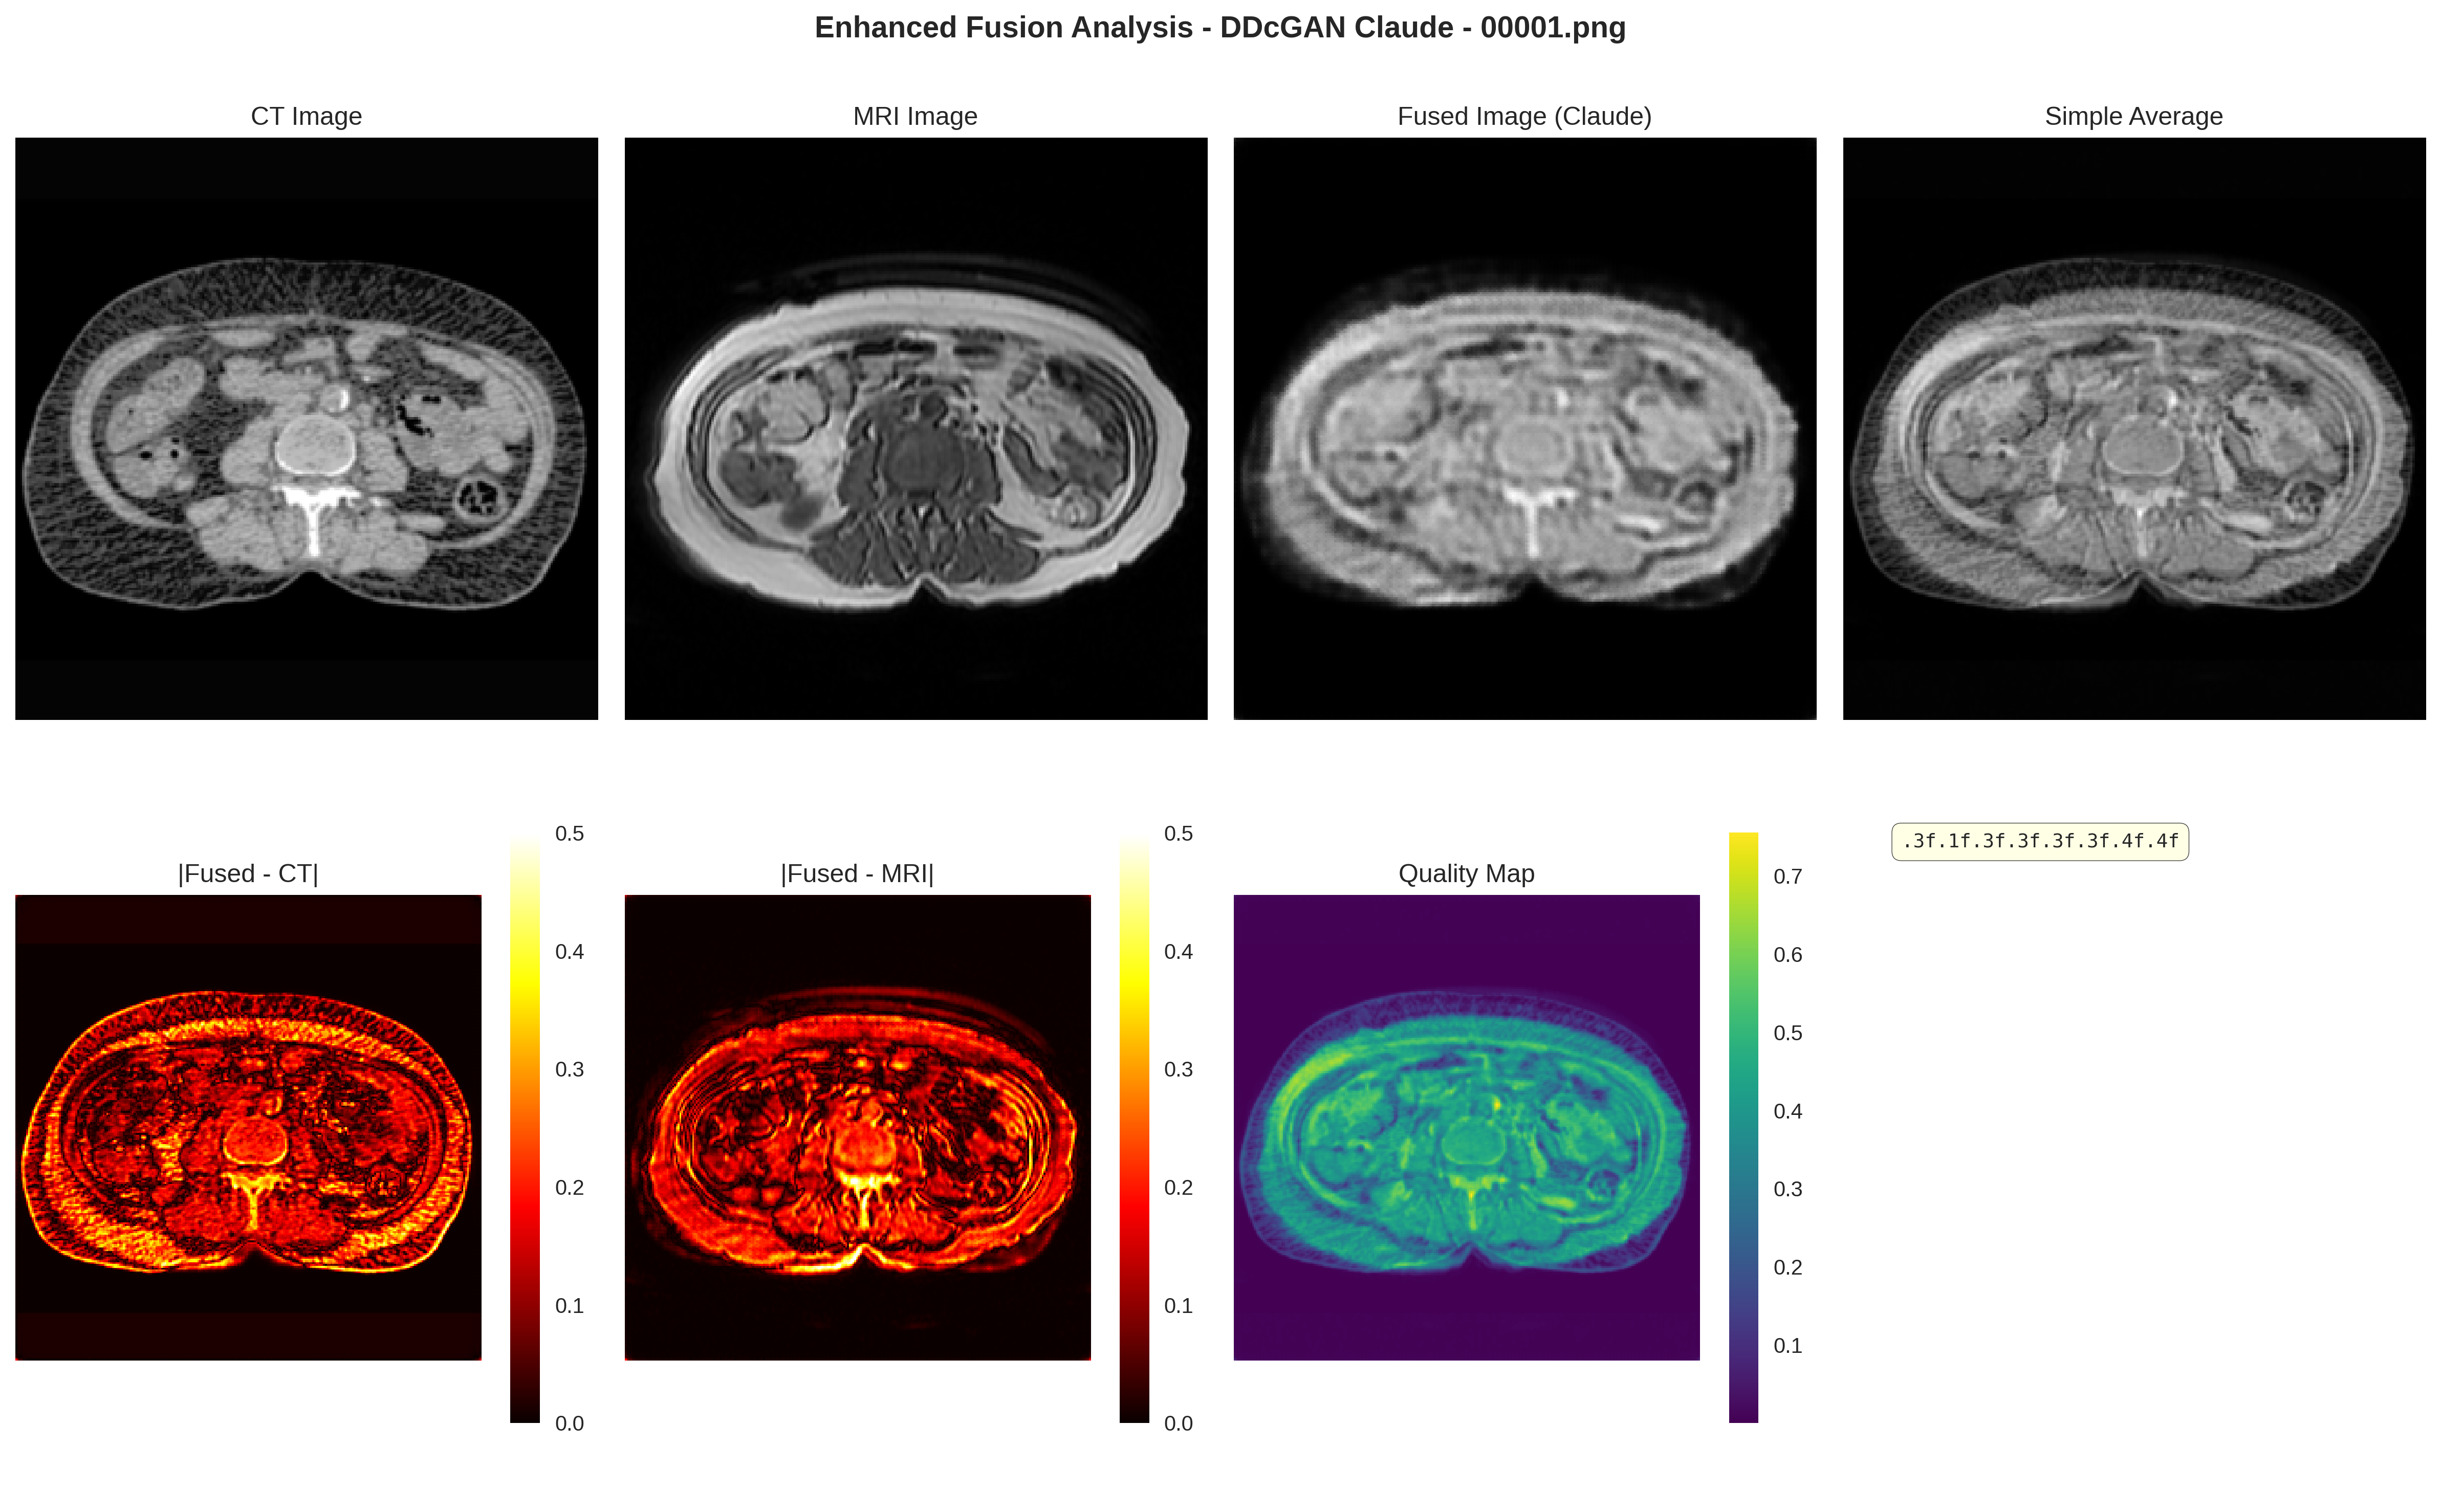 Enhanced Fusion Analysis - DDcGAN Claude - 00001.png
CT Image
MRI Image
Fused Image (Claude)
Simple Average
|Fused - CT|
0.5
0.4
0.3
0.2
0.1
0.0
|Fused - MRI|
0.5
0.4
0.3
0.2
0.1
0.0
Quality Map
0.7
0.6
0.5
0.4
0.3
0.2
0.1
.3f.1f.3f.3f.3f.3f.4f.4f